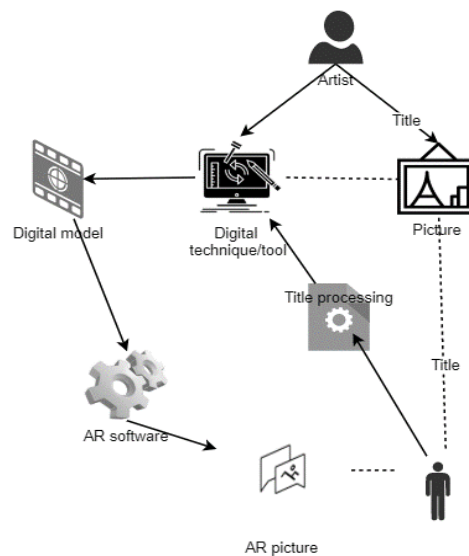 Artist
Title
Digital model
Digital
technique/tool
Picture
Title processing
Title
AR software
AR picture